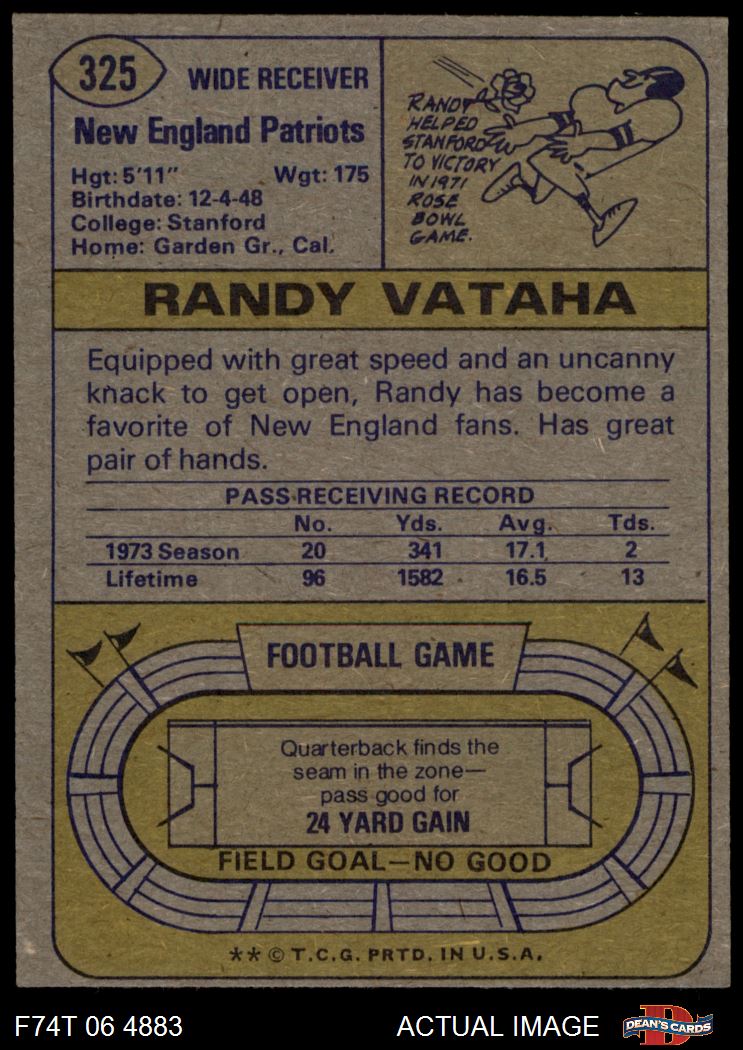 325
WIDE RECEIVER
New England Patriots
Hgt: 5'11" Wgt: 175
Birthdate: 12-4-48
College: Stanford
Home: Garden Gr., Cal.
RANDY
HELPED
STANFORD
TO VICTORY
IN 1971
ROSE
BOWL
GAME.
RANDY VATAHA
Equipped with great speed and an uncanny
knack to get open, Randy has become a
favorite of New England fans. Has great
pair of hands.
PASS-RECEIVING RECORD
No. Yds. Avg. Tds.
1973 Season 20 341 17.1 2
Lifetime 96 1582 16.5 13
FOOTBALL GAME
Quarterback finds the
seam in the zone—
pass good for
24 YARD GAIN
FIELD GOAL—NO GOOD
** © T.C.G. PRTD. IN U.S.A.
F74T 06 4883 ACTUAL IMAGE
D
DEAN'S CARDS